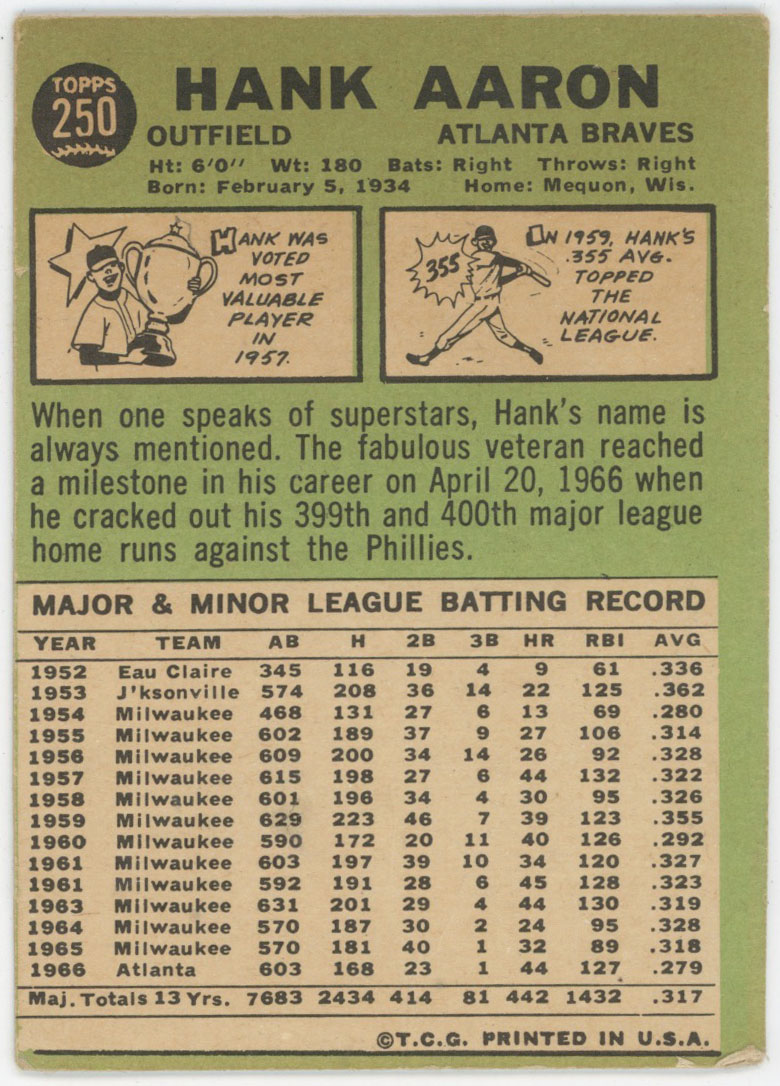 TOPPS
250
HANK AARON
OUTFIELD ATLANTA BRAVES
Ht: 6'0" Wt: 180 Bats: Right Throws: Right
Born: February 5, 1934 Home: Mequon, Wis.
HANK WAS
VOTED
MOST
VALUABLE
PLAYER
IN
1957.
355
IN 1959, HANK'S
.355 AVG.
TOPPED
THE
NATIONAL
LEAGUE.
When one speaks of superstars, Hank's name is
always mentioned. The fabulous veteran reached
a milestone in his career on April 20, 1966 when
he cracked out his 399th and 400th major league
home runs against the Phillies.
MAJOR & MINOR LEAGUE BATTING RECORD
YEAR TEAM AB H 2B 3B HR RBI AVG
1952 Eau Claire 345 116 19 4 9 61 .336
1953 J'ksonville 574 208 36 14 22 125 .362
1954 Milwaukee 468 131 27 6 13 69 .280
1955 Milwaukee 602 189 37 9 27 106 .314
1956 Milwaukee 609 200 34 14 26 92 .328
1957 Milwaukee 615 198 27 6 44 132 .322
1958 Milwaukee 601 196 34 4 30 95 .326
1959 Milwaukee 629 223 46 7 39 123 .355
1960 Milwaukee 590 172 20 11 40 126 .292
1961 Milwaukee 603 197 39 10 34 120 .327
1961 Milwaukee 592 191 28 6 45 128 .323
1963 Milwaukee 631 201 29 4 44 130 .319
1964 Milwaukee 570 187 30 2 24 95 .328
1965 Milwaukee 570 181 40 1 32 89 .318
1966 Atlanta 603 168 23 1 44 127 .279
Maj. Totals 13 Yrs. 7683 2434 414 81 442 1432 .317
©T.C.G. PRINTED IN U.S.A.